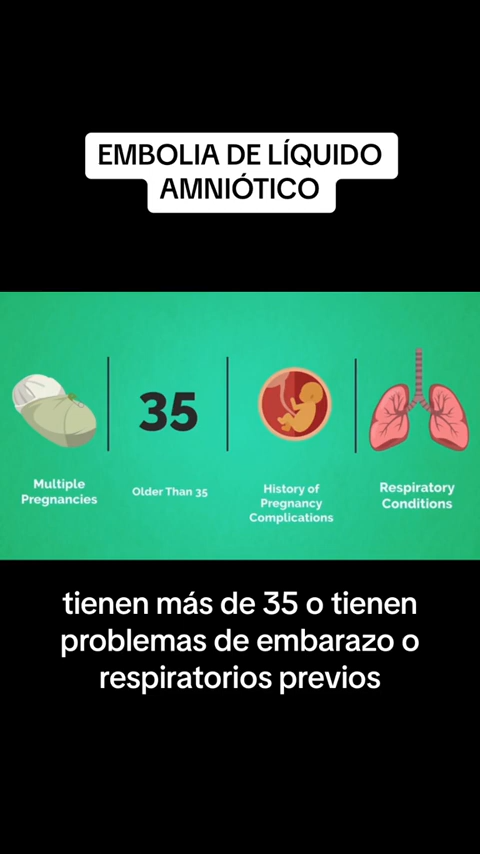 EMBOLIA DE LÍQUIDO
AMNIÓTICO
35
Multiple
Pregnancies
Older Than 35
History of
Pregnancy
Complications
Respiratory
Conditions
tienen más de 35 o tienen
problemas de embarazo o
respiratorios previos